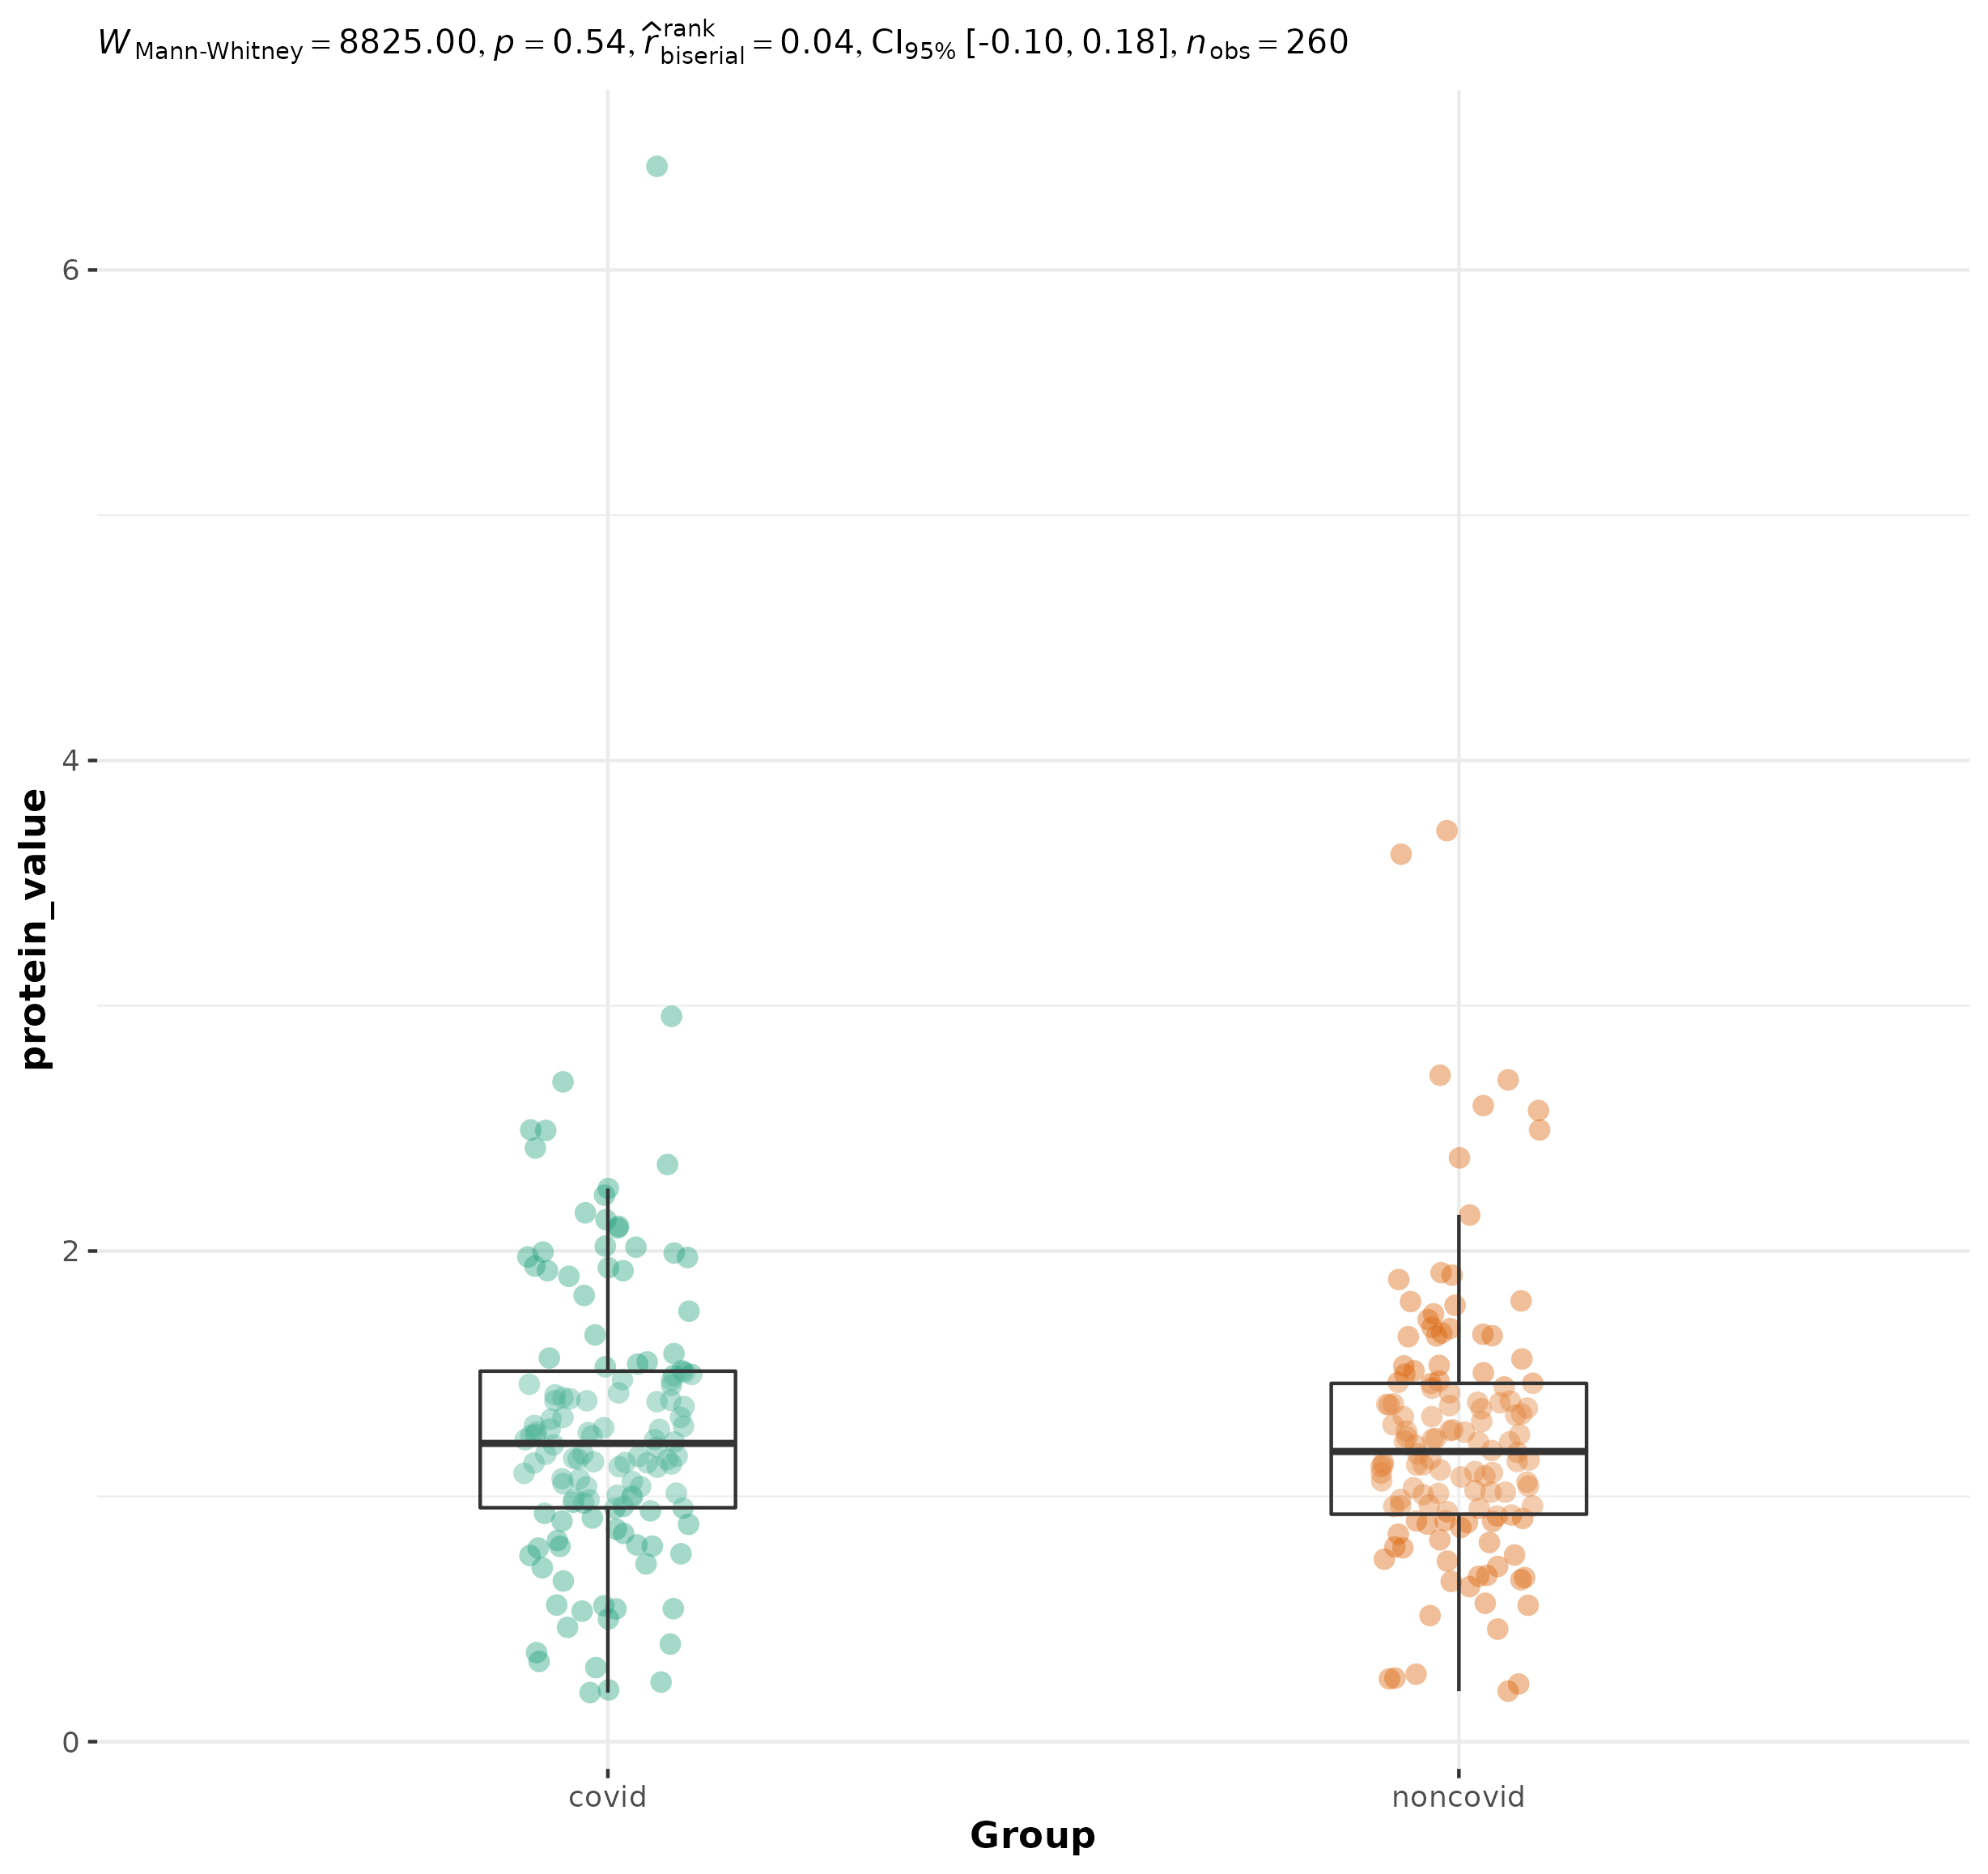 W Mann-Whitney = 8825.00, p = 0.54, r̂ rank biserial = 0.04, CI95% [-0.10, 0.18], nobs = 260
6
4
2
0
protein_value
covid noncovid
Group